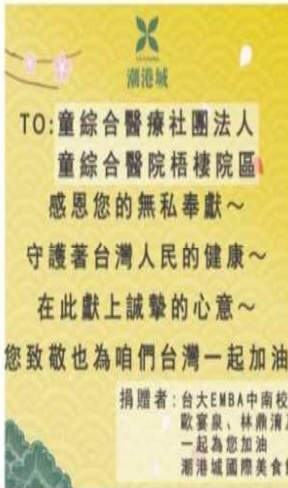 潮港城
TO:童綜合醫療社團法人
童綜合醫院梧棲院區
感恩您的無私奉獻~
守護著台灣人民的健康~
在此獻上誠摯的心意~
您致敬也為咱們台灣一起加油
捐贈者:台大EMBA中南校
歐宴泉、林鼎淯
一起為您加油
潮港城國際美食